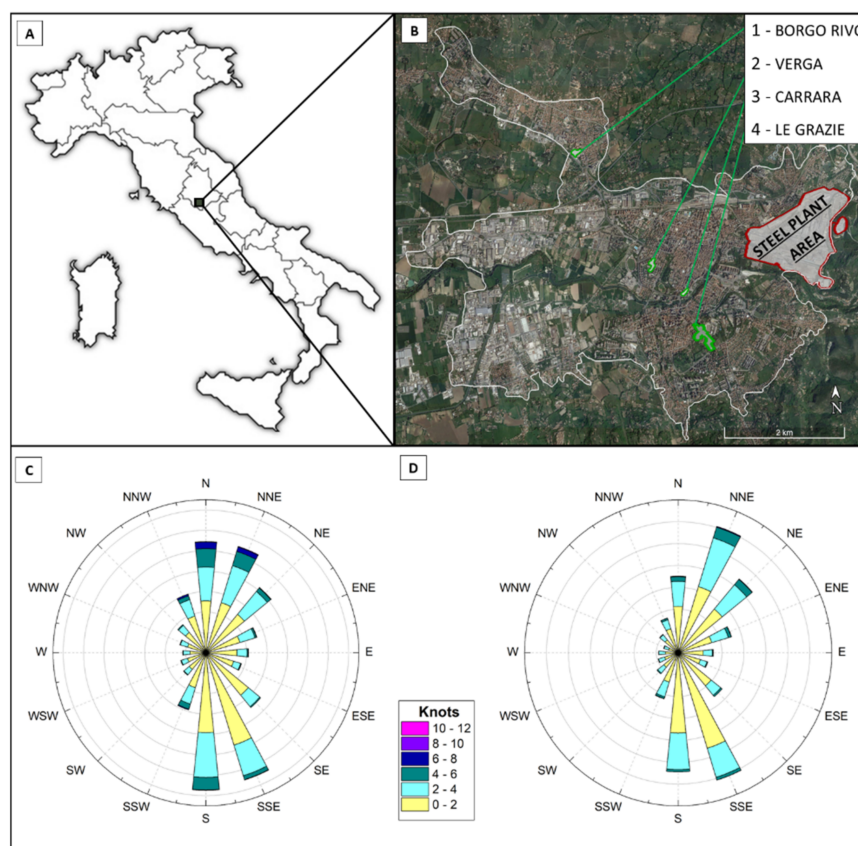 A
B
1 - BORGO RIVO
2 - VERGA
3 - CARRARA
4 - LE GRAZIE
STEEL PLANT
AREA
N
2 km
C
N
NNE
NE
ENE
E
ESE
SE
SSE
S
SSW
SW
WSW
W
WNW
NW
NNW
D
N
NNE
NE
ENE
E
ESE
SE
SSE
S
SSW
SW
WSW
W
WNW
NW
NNW
Knots
10 - 12
8 - 10
6 - 8
4 - 6
2 - 4
0 - 2